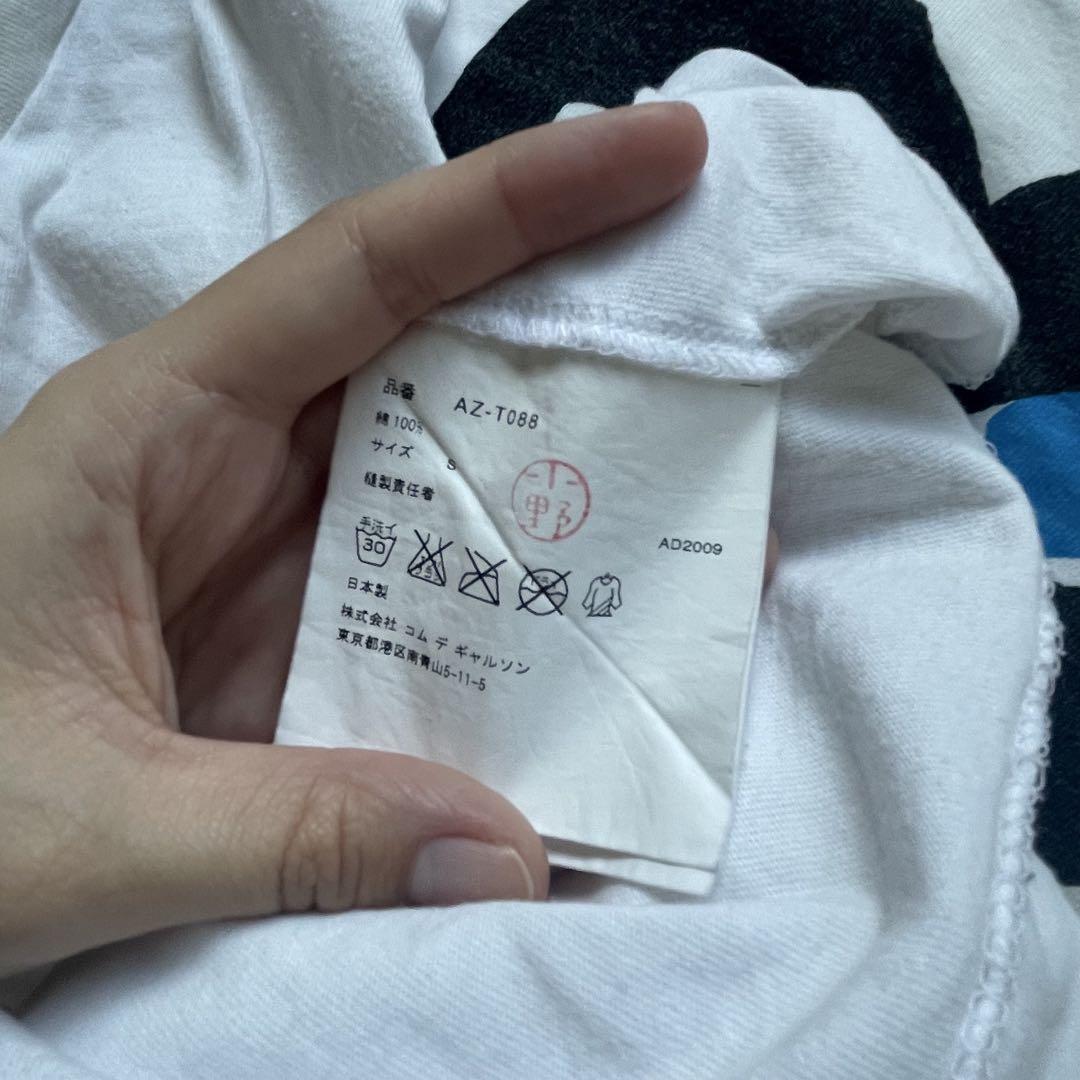 品番 AZ-T088
綿 100%
サイズ S
縫製責任者
野
AD2009
手洗イ
30
日本製
株式会社 コム デ ギャルソン
東京都港区南青山5-11-5